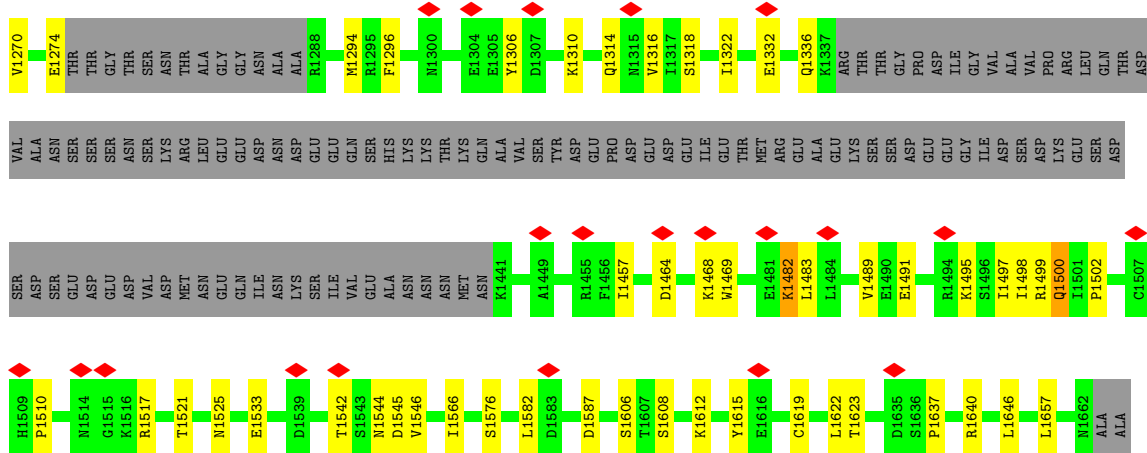 V1270 E1274 THR THR GLY THR SER ASN THR ALA GLY GLY ASN ALA ALA R1288 M1294 R1295 F1296 N1300 E1304 E1305 Y1306 D1307 K1310 Q1314 N1315 V1316 I1317 S1318 I1322 E1332 Q1336 K1337 ARG THR THR GLY PRO ASP ILE GLY VAL ALA VAL PRO ARG LEU GLN THR ASP
VAL ALA ASN SER SER SER ASN SER LYS ARG LEU GLU GLU ASP ASN ASP GLU GLU GLN SER HIS LYS LYS THR LYS GLN ALA VAL SER TYR ASP GLU PRO ASP GLU ASP GLU ILE GLU THR MET ARG GLU ALA GLU LYS SER SER ASP GLU GLU GLY ILE ASP SER ASP LYS GLU SER ASP
SER ASP SER GLU ASP GLU ASP VAL ASP MET ASN GLU GLN ILE ASN LYS SER ILE VAL GLU ALA ASN ASN ASN MET ASN K1441 A1449 R1455 F1456 I1457 D1464 K1468 W1469 E1481 K1482 L1483 L1484 V1489 E1490 E1491 R1494 K1495 S1496 I1497 I1498 R1499 Q1500 I1501 P1502 C1507
H1509 P1510 N1514 G1515 K1516 R1517 T1521 N1525 E1533 D1539 T1542 S1543 N1544 D1545 V1546 I1566 S1576 L1582 D1583 D1587 S1606 T1607 S1608 K1612 Y1615 E1616 C1619 L1622 T1623 D1635 S1636 P1637 R1640 L1646 L1657 N1662 ALA ALA